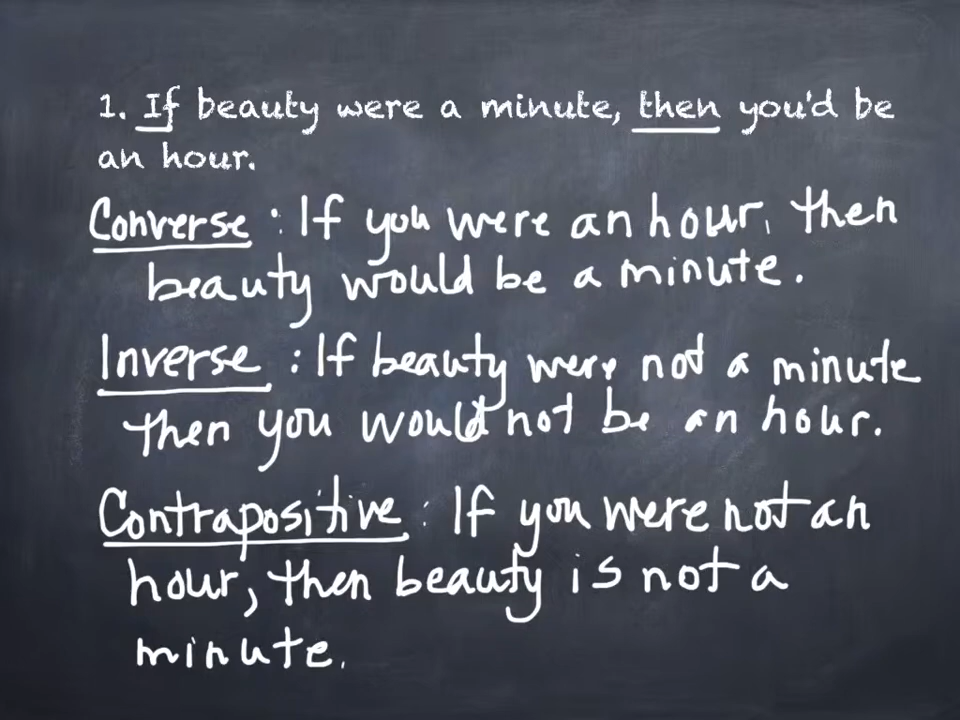 1. If beauty were a minute, then you'd be
an hour.
Converse : If you were an hour, then
beauty would be a minute.
Inverse : If beauty were not a minute
then you would not be an hour.
Contrapositive : If you were not an
hour, then beauty is not a
minute.